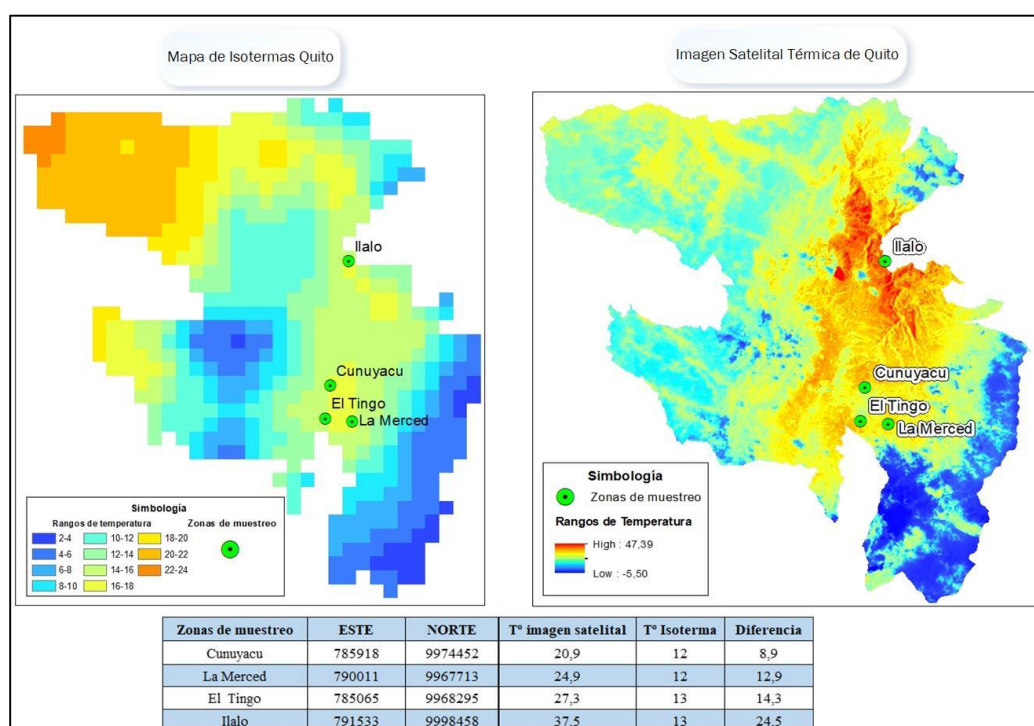 Mapa de Isotermas Quito
Imagen Satelital Térmica de Quito
Ilalo
Cunuyacu
El Tingo
La Merced
Simbología
Rangos de temperatura
Zonas de muestreo
2-4
4-6
6-8
8-10
10-12
12-14
14-16
16-18
18-20
20-22
22-24
Ilalo
Cunuyacu
El Tingo
La Merced
Simbología
Zonas de muestreo
Rangos de Temperatura
High : 47,39
Low : -5,50
Zonas de muestreo ESTE NORTE T° imagen satelital T° Isoterma Diferencia
Cunuyacu 785918 9974452 20,9 12 8,9
La Merced 790011 9967713 24,9 12 12,9
El Tingo 785065 9968295 27,3 13 14,3
Ilalo 791533 9998458 37,5 13 24,5